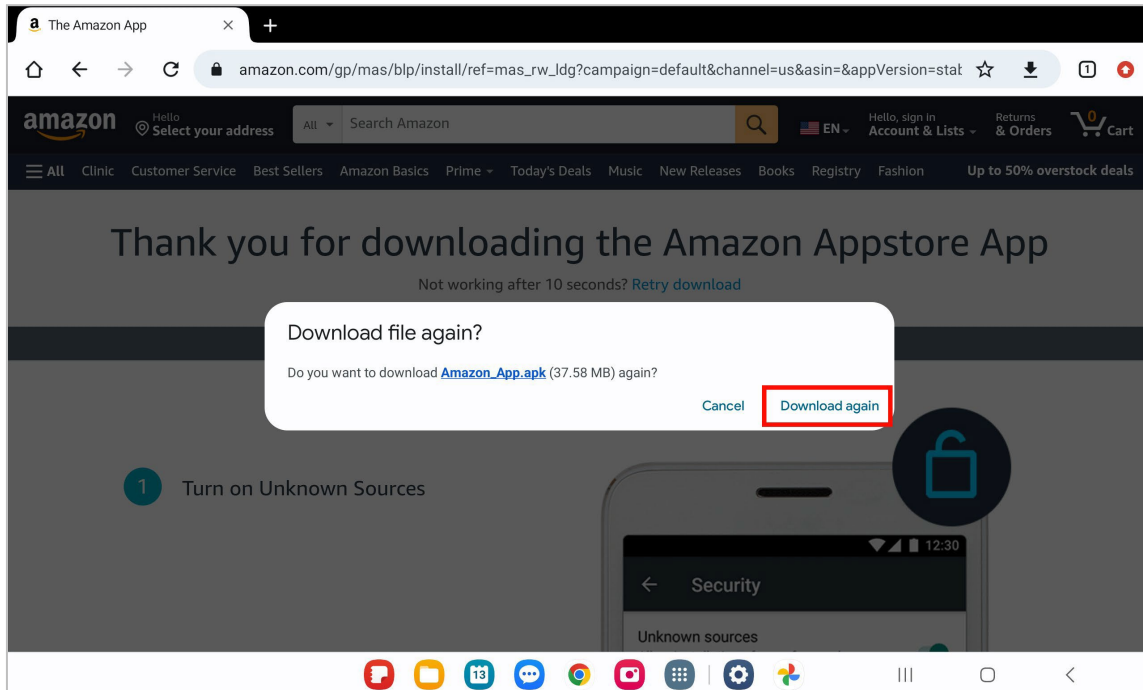 The Amazon App
amazon.com/gp/mas/blp/install/ref=mas_rw_ldg?campaign=default&channel=us&asin=&appVersion=stat
1
amazon
Hello
Select your address
All
Search Amazon
EN
Hello, sign in
Account & Lists
Returns
& Orders
0
Cart
All Clinic Customer Service Best Sellers Amazon Basics Prime Today's Deals Music New Releases Books Registry Fashion Up to 50% overstock deals
Thank you for downloading the Amazon Appstore App
Not working after 10 seconds? Retry download
Download file again?
Do you want to download Amazon_App.apk (37.58 MB) again?
Cancel Download again
1 Turn on Unknown Sources
12:30
Security
Unknown sources
13